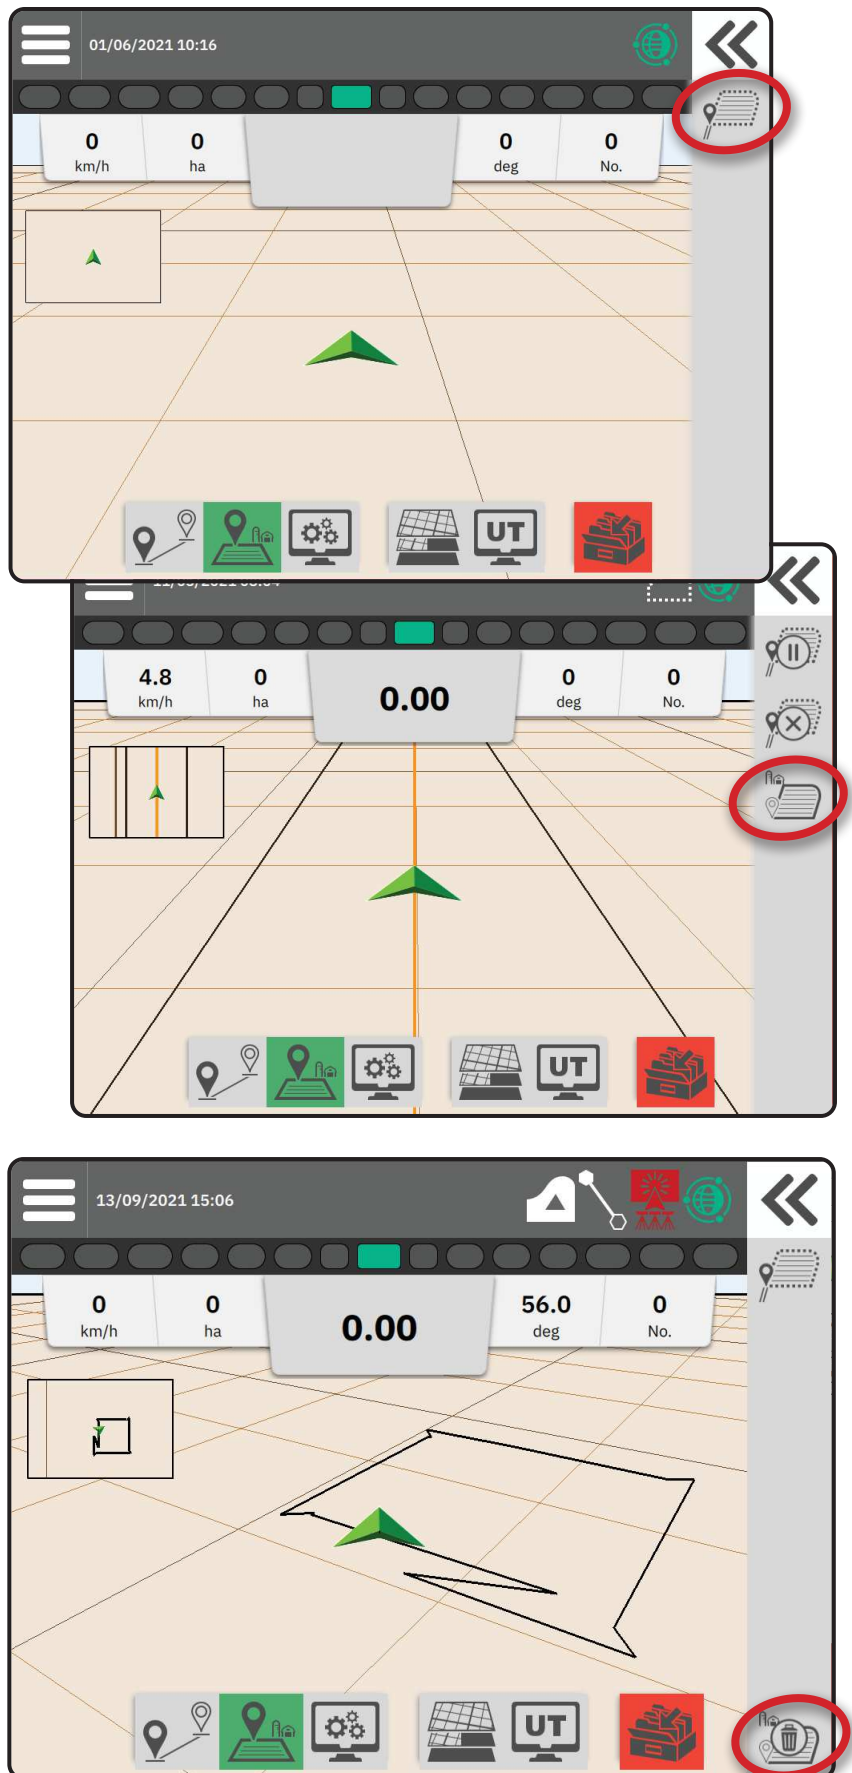 01/06/2021 10:16
0 0 0 0
km/h ha deg No.
UT
4.8 0 0.00 0 0
km/h ha deg No.
UT
13/09/2021 15:06
0 0 0.00 56.0 0
km/h ha deg No.
UT